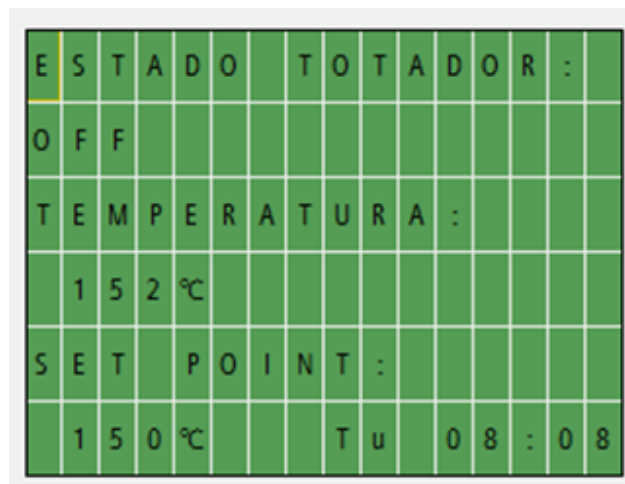 ESTADO TOTADOR:
OFF
TEMPERATURA:
152℃
SET POINT:
150℃ Tu 08:08